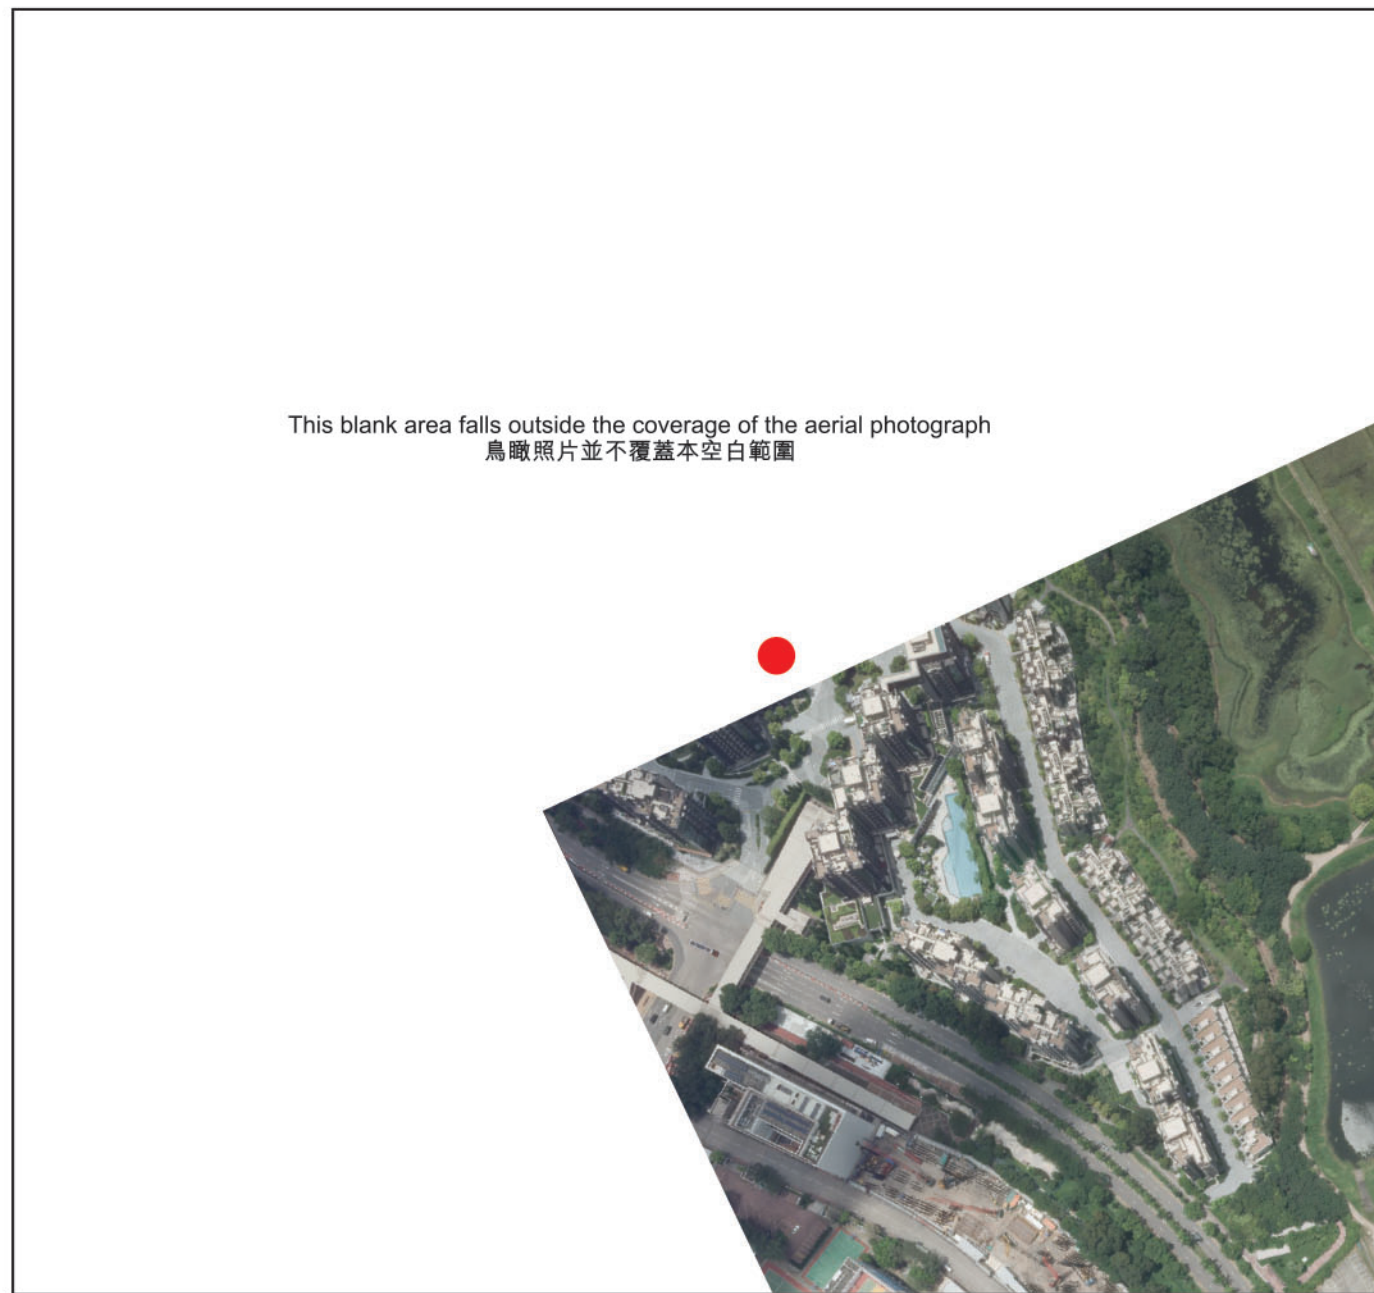 This blank area falls outside the coverage of the aerial photograph
鳥瞰照片並不覆蓋本空白範圍